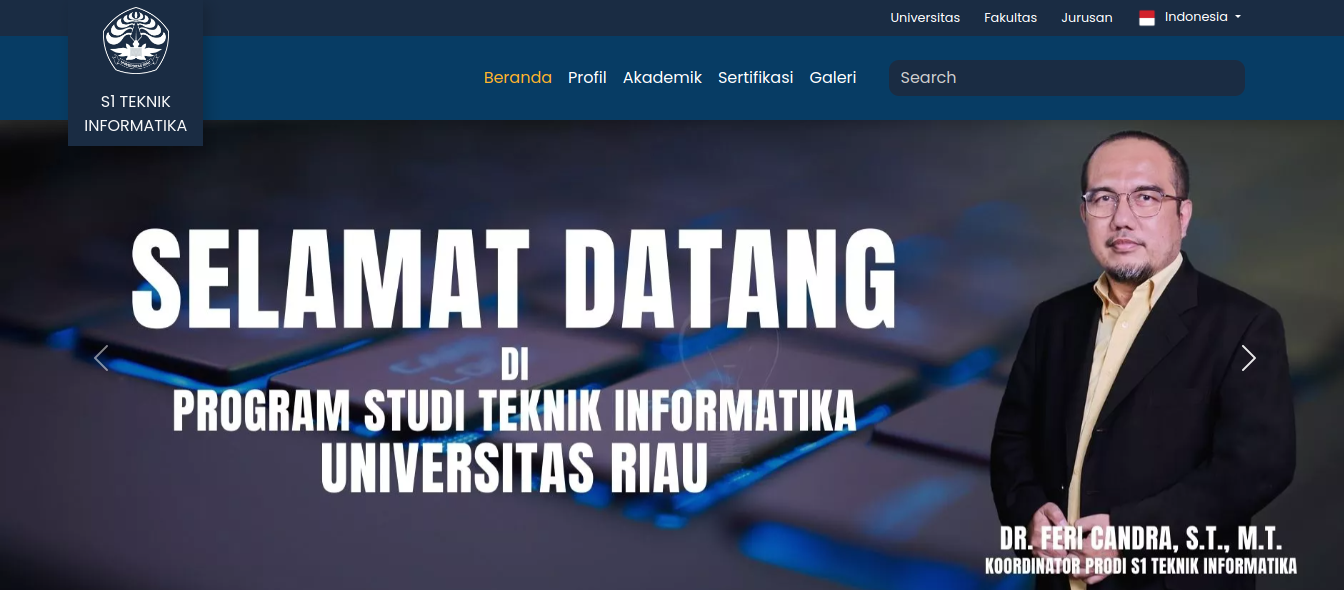 Universitas Fakultas Jurusan Indonesia
S1 TEKNIK
INFORMATIKA
Beranda Profil Akademik Sertifikasi Galeri Search
SELAMAT DATANG
DI
PROGRAM STUDI TEKNIK INFORMATIKA
UNIVERSITAS RIAU
DR. FERI CANDRA, S.T., M.T.
KOORDINATOR PRODI S1 TEKNIK INFORMATIKA